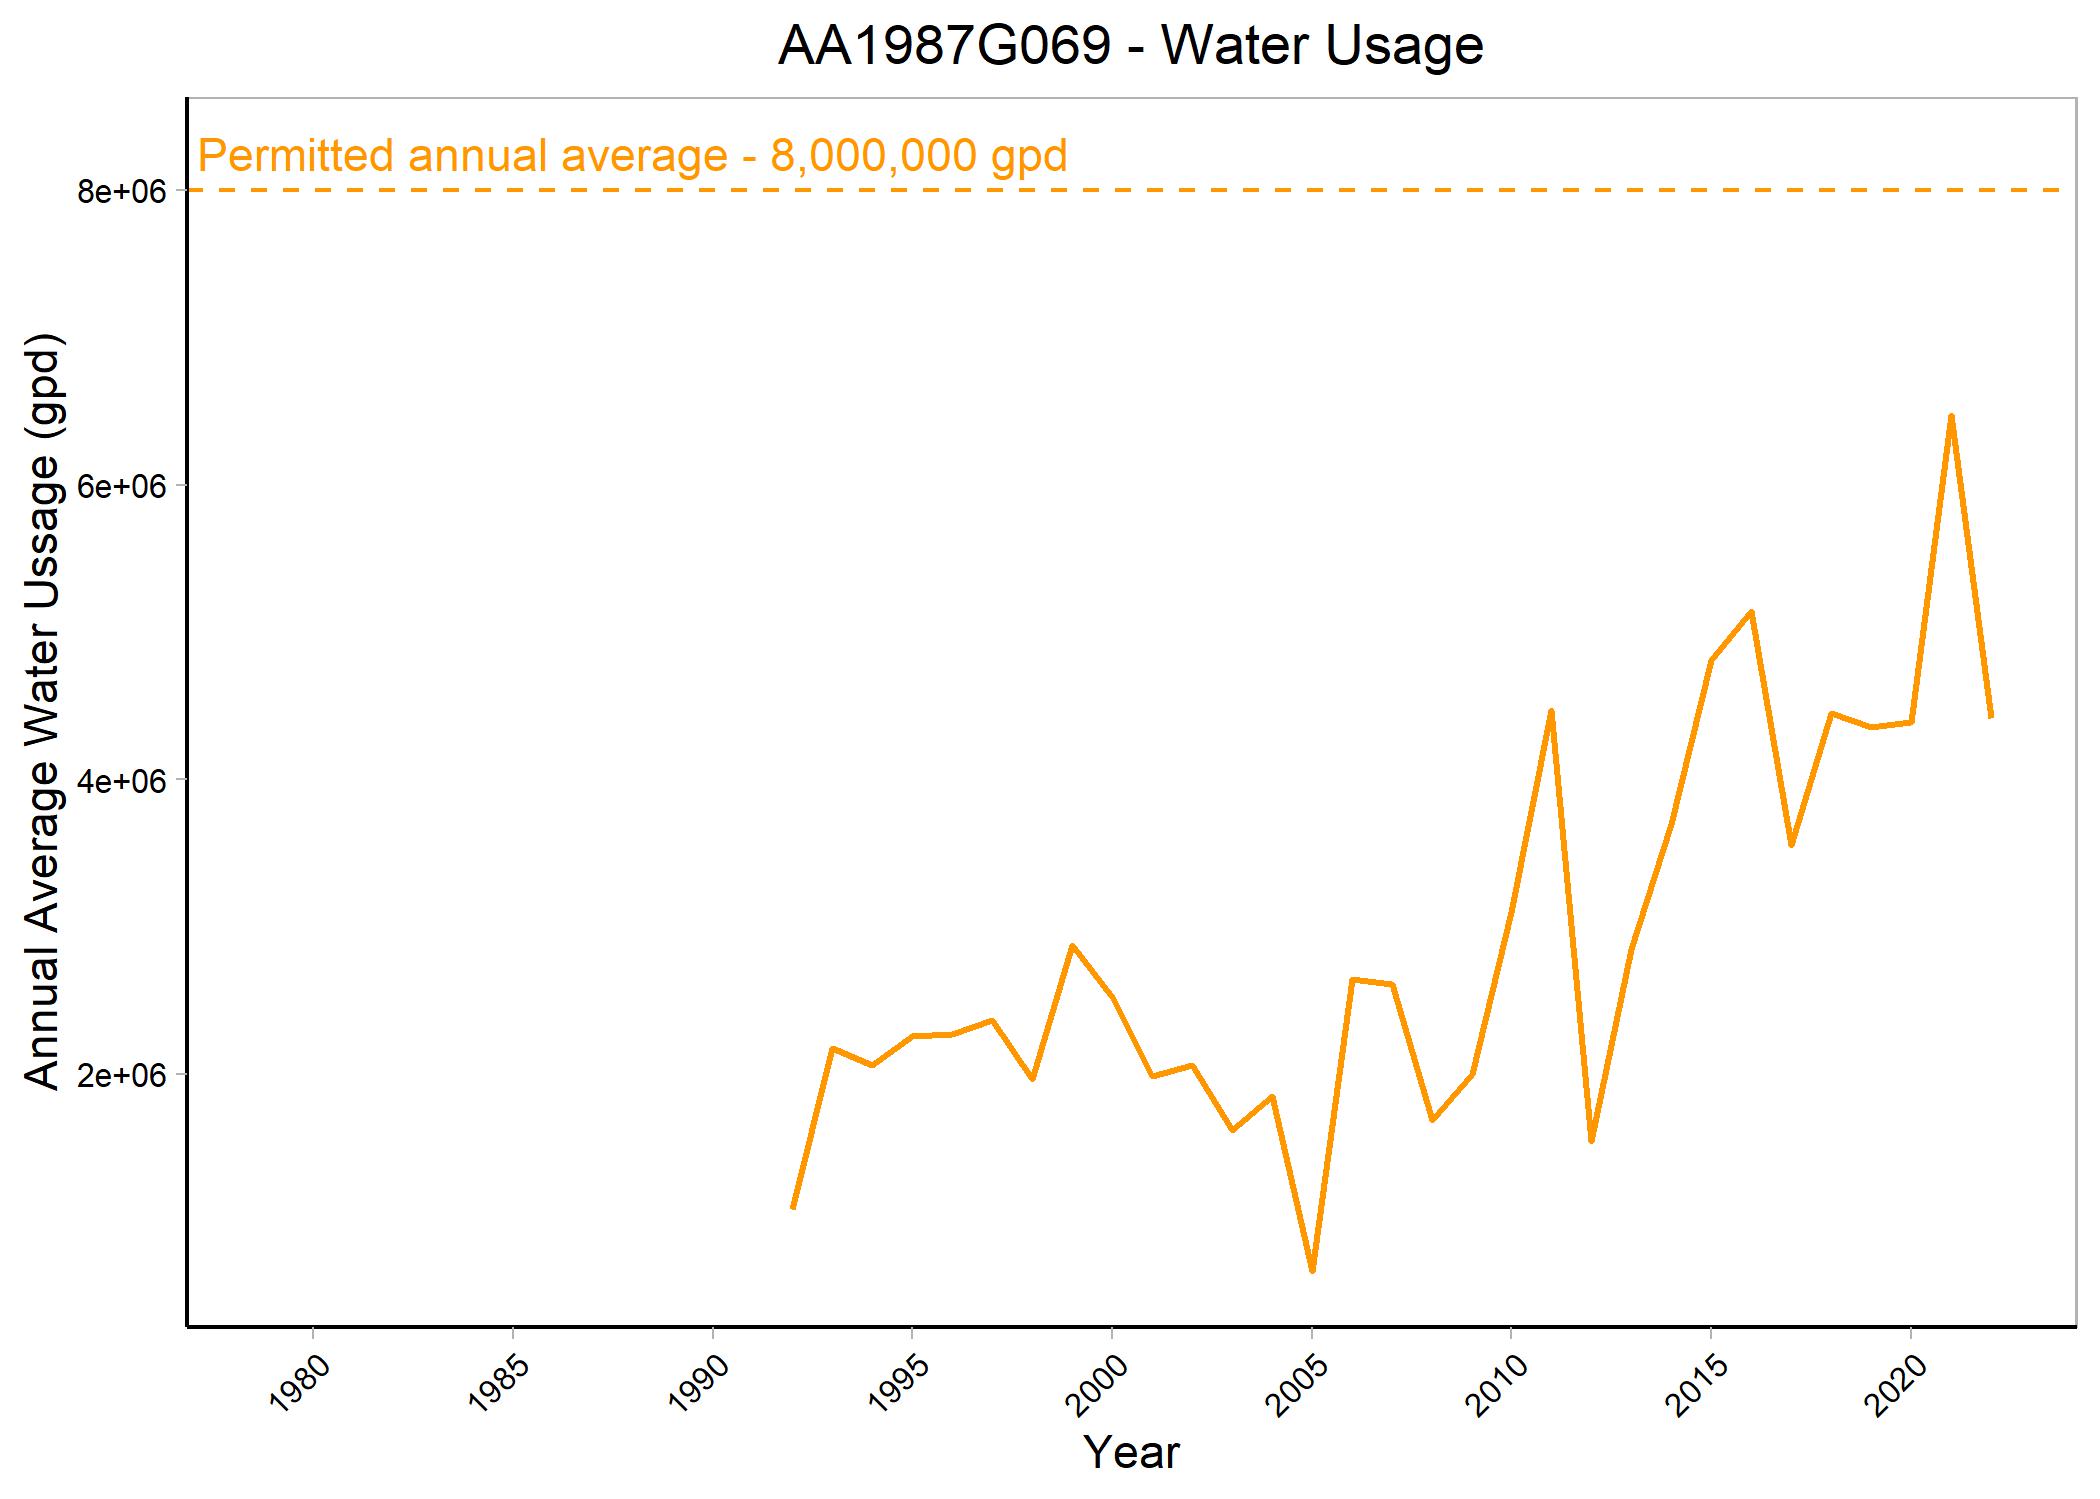 AA1987G069 - Water Usage
Permitted annual average - 8,000,000 gpd
8e+06
6e+06
4e+06
2e+06
Annual Average Water Ussage (gpd)
1980
1985
1990
1995
2000
2005
2010
2015
2020
Year